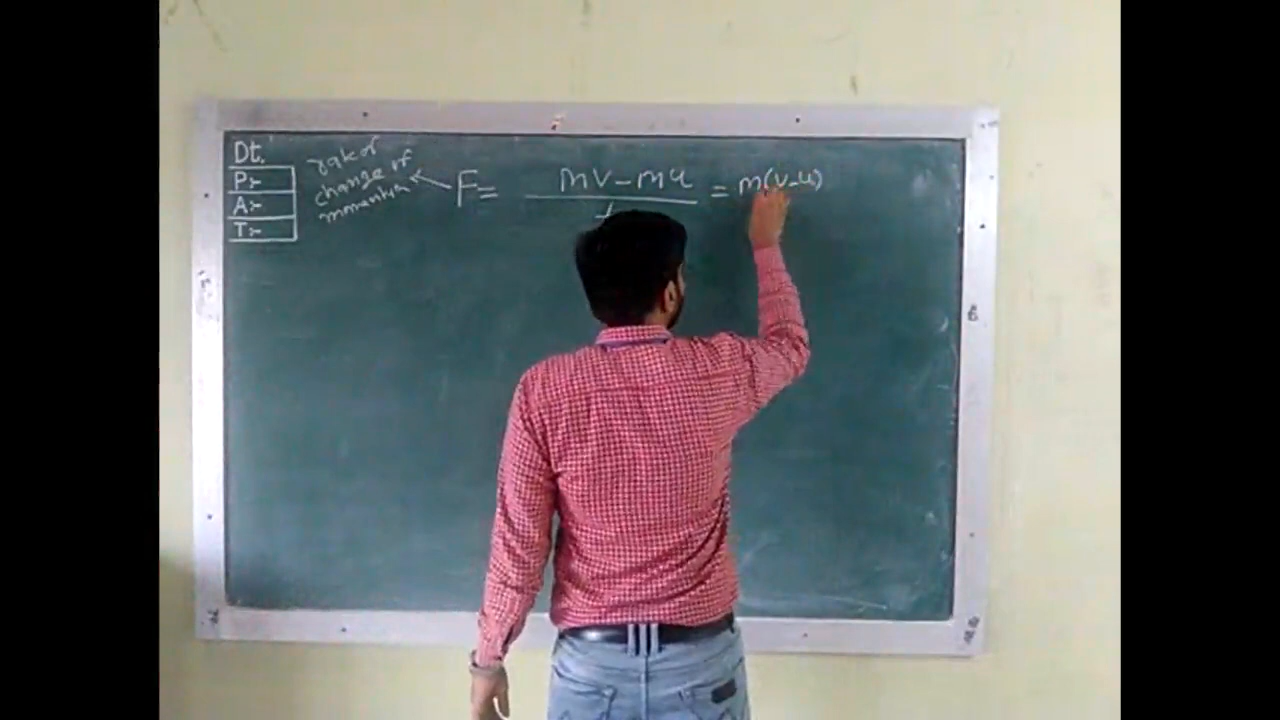 Dt.
P:-
A:-
T:-
rate of
change of
momentum
F = mv - mu = m(v-u)
t